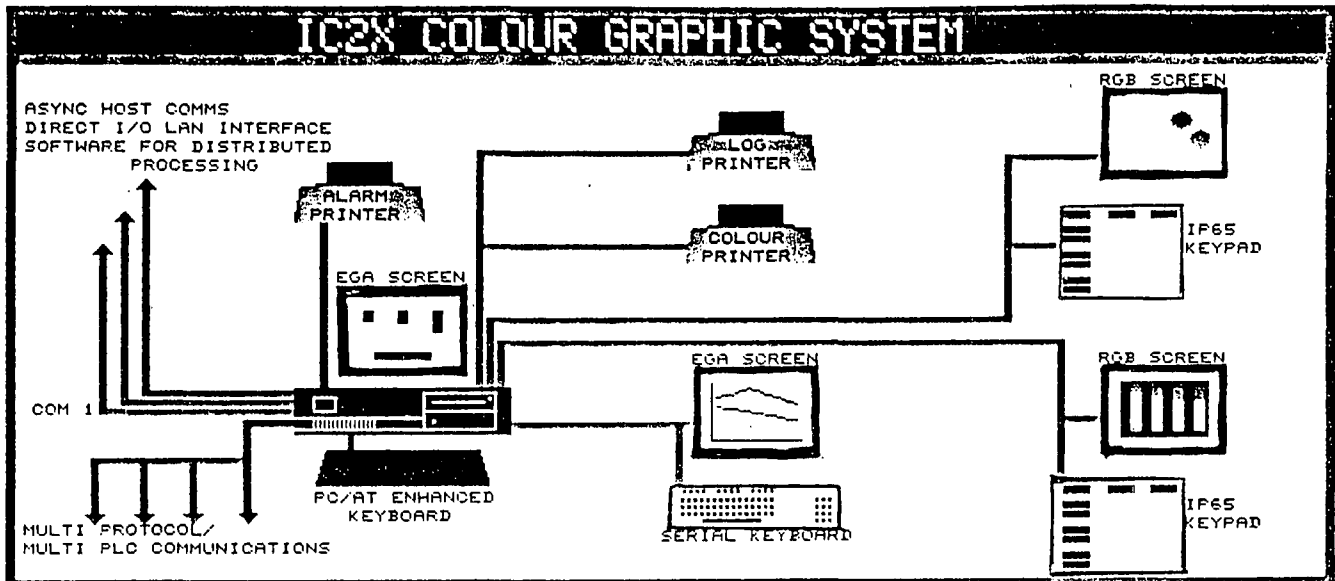 IC2X COLOUR GRAPHIC SYSTEM
ASYNC HOST COMMS
DIRECT I/O LAN INTERFACE
SOFTWARE FOR DISTRIBUTED
PROCESSING
ALARM
PRINTER
LOG
PRINTER
COLOUR
PRINTER
RGB SCREEN
IP65
KEYPAD
EGA SCREEN
EGA SCREEN
RGB SCREEN
COM 1
PC/AT ENHANCED
KEYBOARD
SERIAL KEYBOARD
IP65
KEYPAD
MULTI PROTOCOL/
MULTI PLC COMMUNICATIONS